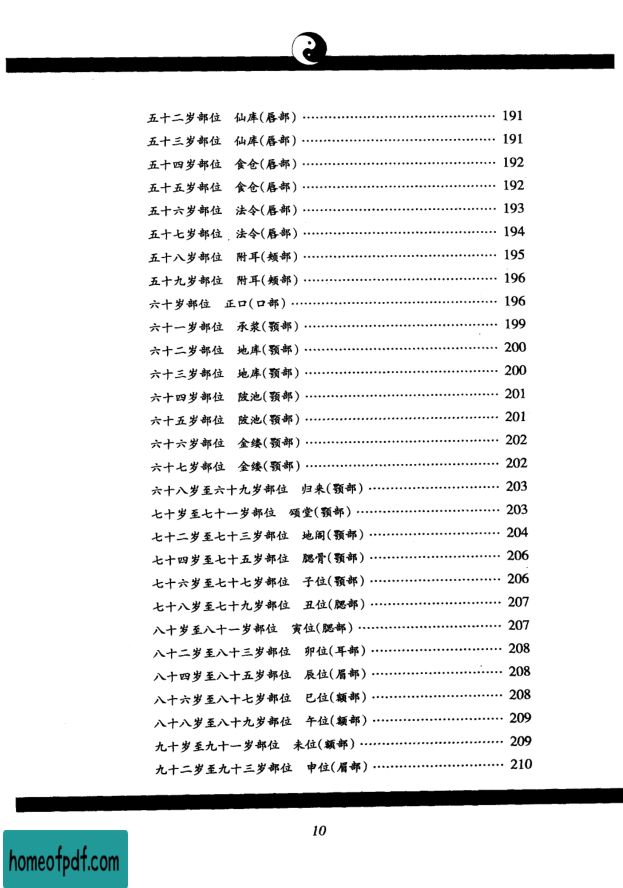 五十二岁部位 仙库(唇部) ………………………………… 191
五十三岁部位 仙库(唇部) ………………………………… 191
五十四岁部位 食仓(唇部) ………………………………… 192
五十五岁部位 食仓(唇部) ………………………………… 192
五十六岁部位 法令(唇部) ………………………………… 193
五十七岁部位 法令(唇部) ………………………………… 194
五十八岁部位 附耳(颊部) ………………………………… 195
五十九岁部位 附耳(颊部) ………………………………… 196
六十岁部位 正口(口部) ………………………………… 196
六十一岁部位 承浆(颚部) ………………………………… 199
六十二岁部位 地库(颚部) ………………………………… 200
六十三岁部位 地库(颚部) ………………………………… 200
六十四岁部位 陂池(颚部) ………………………………… 201
六十五岁部位 陂池(颚部) ………………………………… 201
六十六岁部位 金缕(颚部) ………………………………… 202
六十七岁部位 金缕(颚部) ………………………………… 202
六十八岁至六十九岁部位 归来(颚部) ……………………… 203
七十岁至七十一岁部位 颂堂(颚部) ……………………… 203
七十二岁至七十三岁部位 地阁(颚部) ……………………… 204
七十四岁至七十五岁部位 腮骨(颚部) ……………………… 206
七十六岁至七十七岁部位 子位(颚部) ……………………… 206
七十八岁至七十九岁部位 丑位(腮部) ……………………… 207
八十岁至八十一岁部位 寅位(腮部) ……………………… 207
八十二岁至八十三岁部位 卯位(耳部) ……………………… 208
八十四岁至八十五岁部位 辰位(眉部) ……………………… 208
八十六岁至八十七岁部位 巳位(额部) ……………………… 208
八十八岁至八十九岁部位 午位(额部) ……………………… 209
九十岁至九十一岁部位 未位(额部) ……………………… 209
九十二岁至九十三岁部位 申位(眉部) ……………………… 210
10
homeofpdf.com